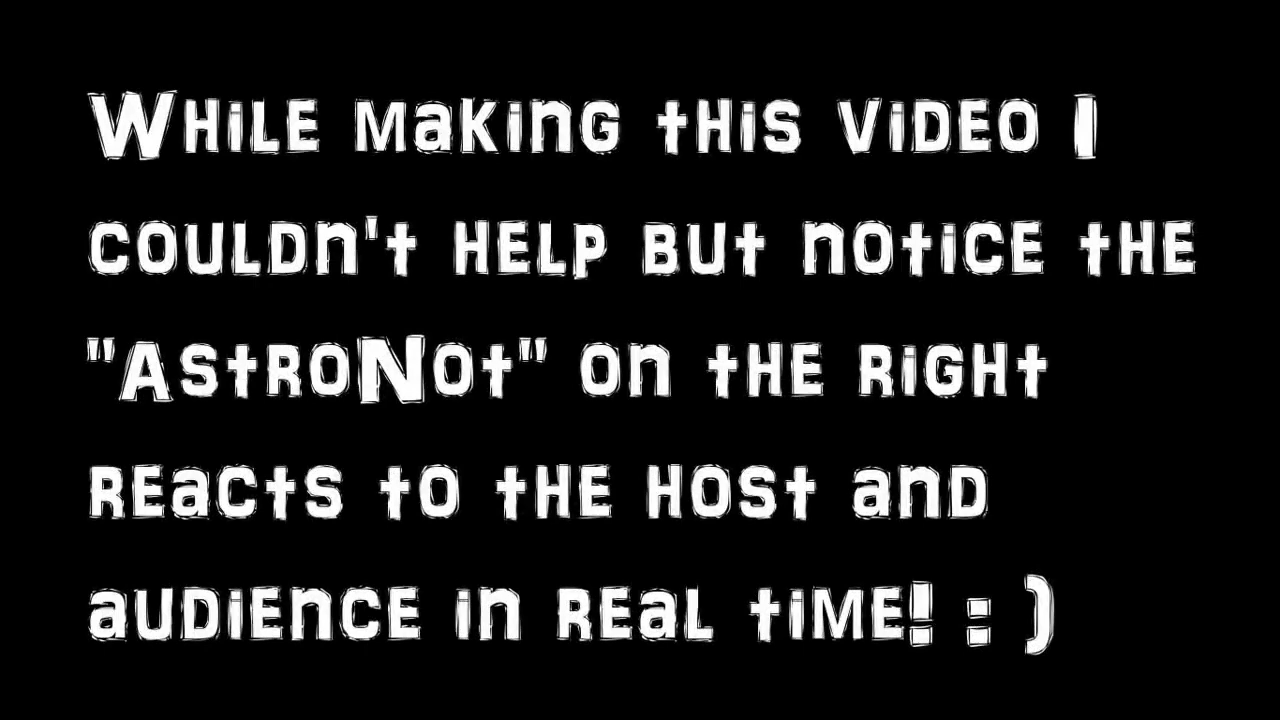 While making this video I
couldn't help but notice the
"AstroNot" on the right
reacts to the host and
audience in real time! : )